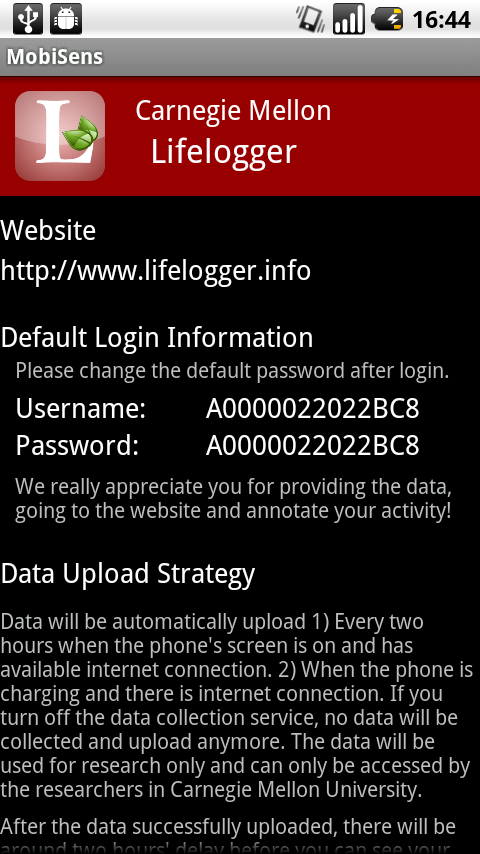 16:44
MobiSens
L
Carnegie Mellon
Lifelogger
Website
http://www.lifelogger.info
Default Login Information
Please change the default password after login.
Username: A0000022022BC8
Password: A0000022022BC8
We really appreciate you for providing the data,
going to the website and annotate your activity!
Data Upload Strategy
Data will be automatically upload 1) Every two
hours when the phone's screen is on and has
available internet connection. 2) When the phone is
charging and there is internet connection. If you
turn off the data collection service, no data will be
collected and upload anymore. The data will be
used for research only and can only be accessed by
the researchers in Carnegie Mellon University.
After the data successfully uploaded, there will be
around two hours' delay before you can see your